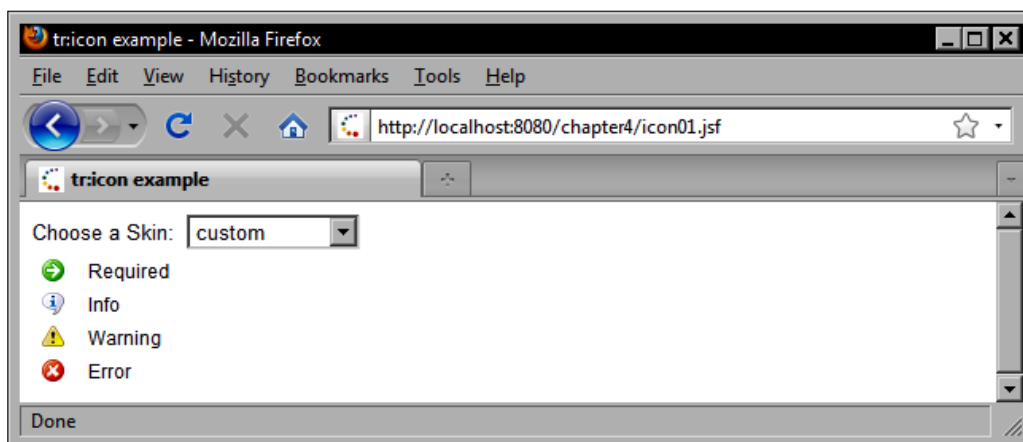 tr:icon example - Mozilla Firefox
File Edit View History Bookmarks Tools Help
http://localhost:8080/chapter4/icon01.jsf
tr:icon example
Choose a Skin: custom
Required
Info
Warning
Error
Done